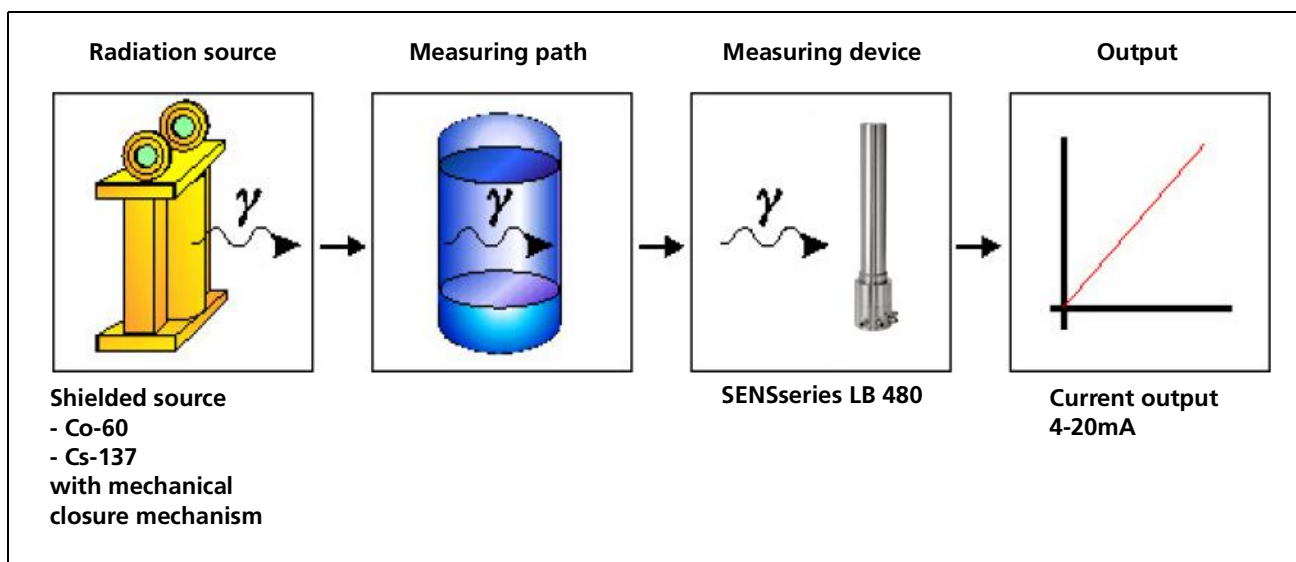 Radiation source
Measuring path
Measuring device
Output
γ
γ
γ
Shielded source
- Co-60
- Cs-137
with mechanical
closure mechanism
SENSseries LB 480
Current output
4-20mA